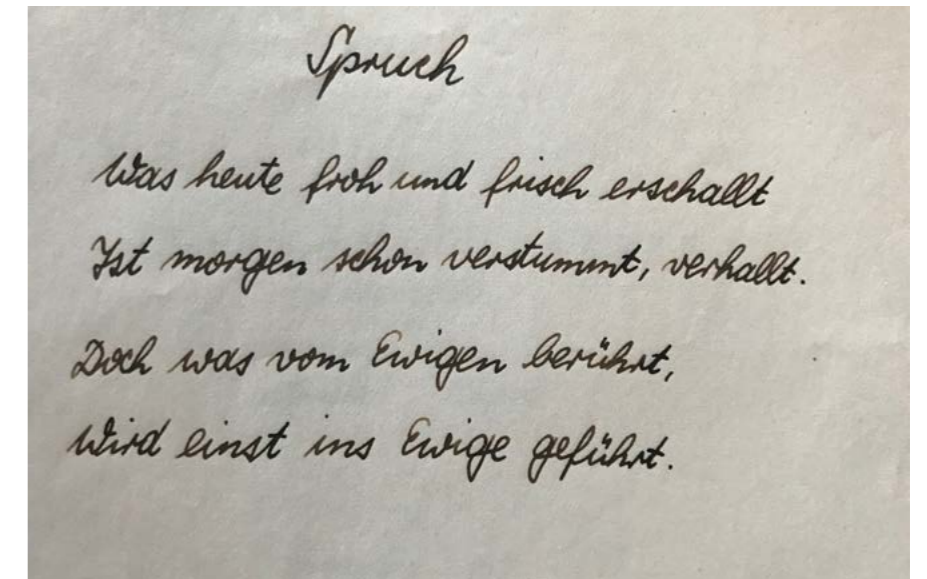 Spruch
Was heute froh und frisch erschallt
Ist morgen schon verstummt, verhallt.
Doch was vom Ewigen berührt,
Wird einst ins Ewige geführt.